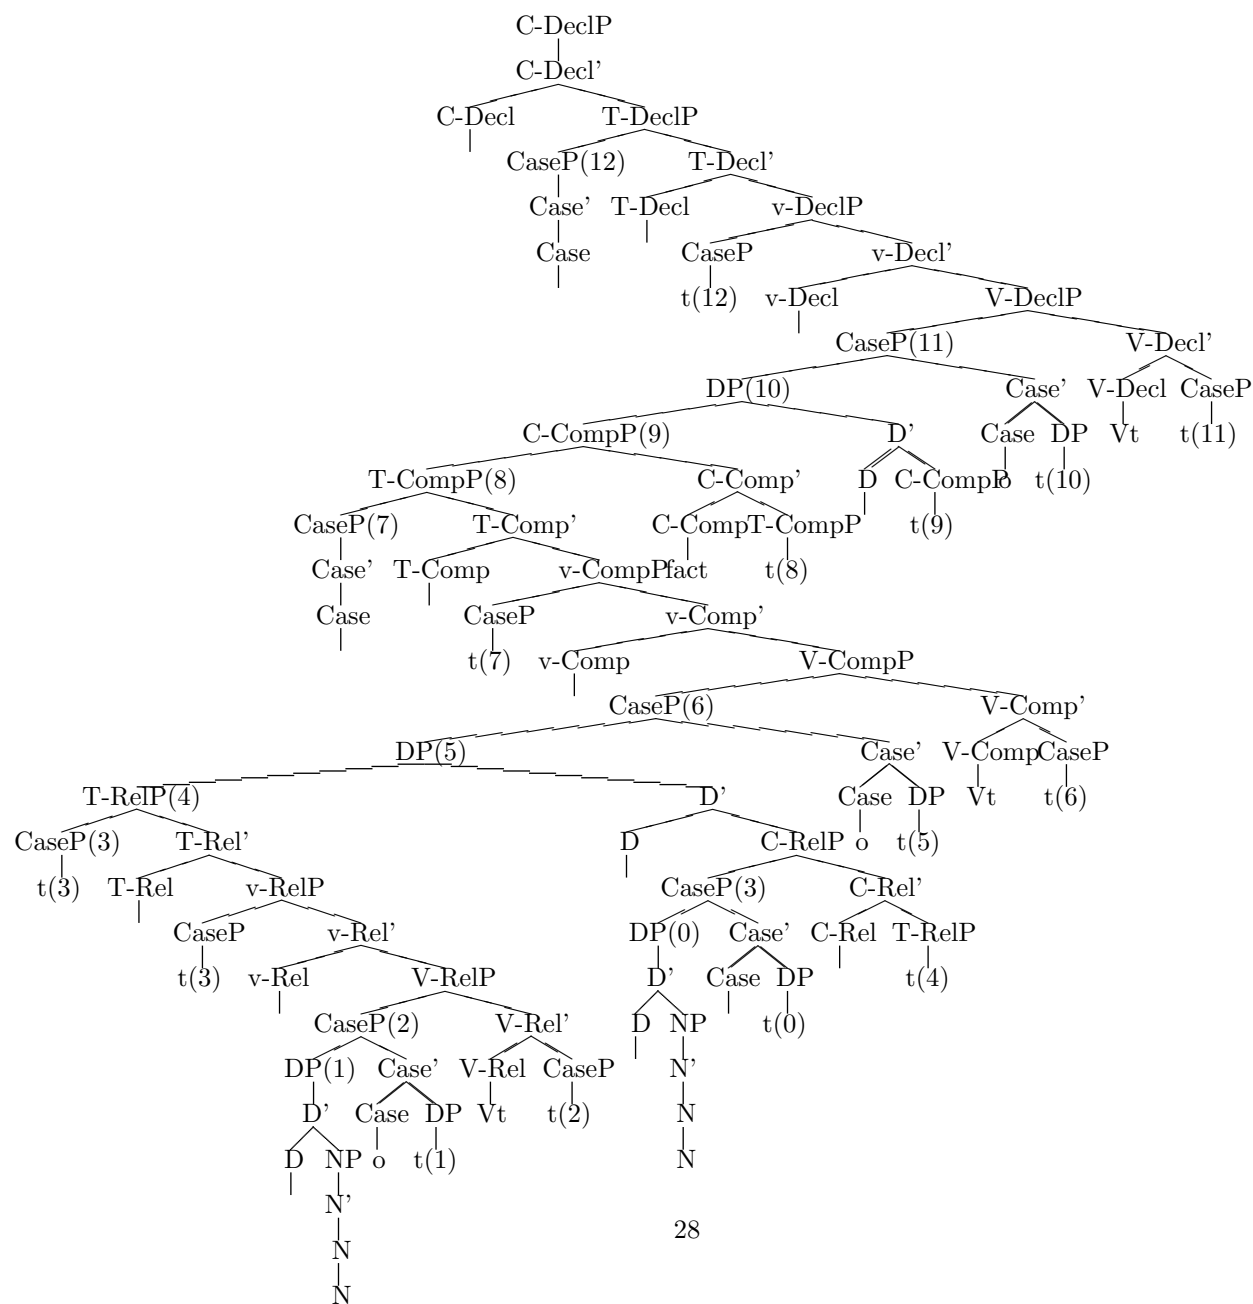 C-DeclP
C-Decl'
C-Decl T-DeclP
CaseP(12) T-Decl'
Case' T-Decl v-DeclP
Case CaseP v-Decl'
t(12) v-Decl V-DeclP
CaseP(11) V-Decl'
DP(10) Case' V-Decl CaseP
C-CompP(9) D' Case DP Vt t(11)
T-CompP(8) C-Comp' D C-CompP o t(10)
CaseP(7) T-Comp' C-Comp T-CompP t(9)
Case' T-Comp v-CompP fact t(8)
Case CaseP v-Comp'
t(7) v-Comp V-CompP
CaseP(6) V-Comp'
DP(5) Case' V-Comp CaseP
T-RelP(4) D' Case DP Vt t(6)
CaseP(3) T-Rel' D C-RelP o t(5)
t(3) T-Rel v-RelP CaseP(3) C-Rel'
CaseP v-Rel' DP(0) Case' C-Rel T-RelP
t(3) v-Rel V-RelP D' Case DP t(4)
CaseP(2) V-Rel' D NP t(0)
DP(1) Case' V-Rel CaseP N'
D' Case DP Vt t(2) N
D NP o t(1) N
N'
28
N
N